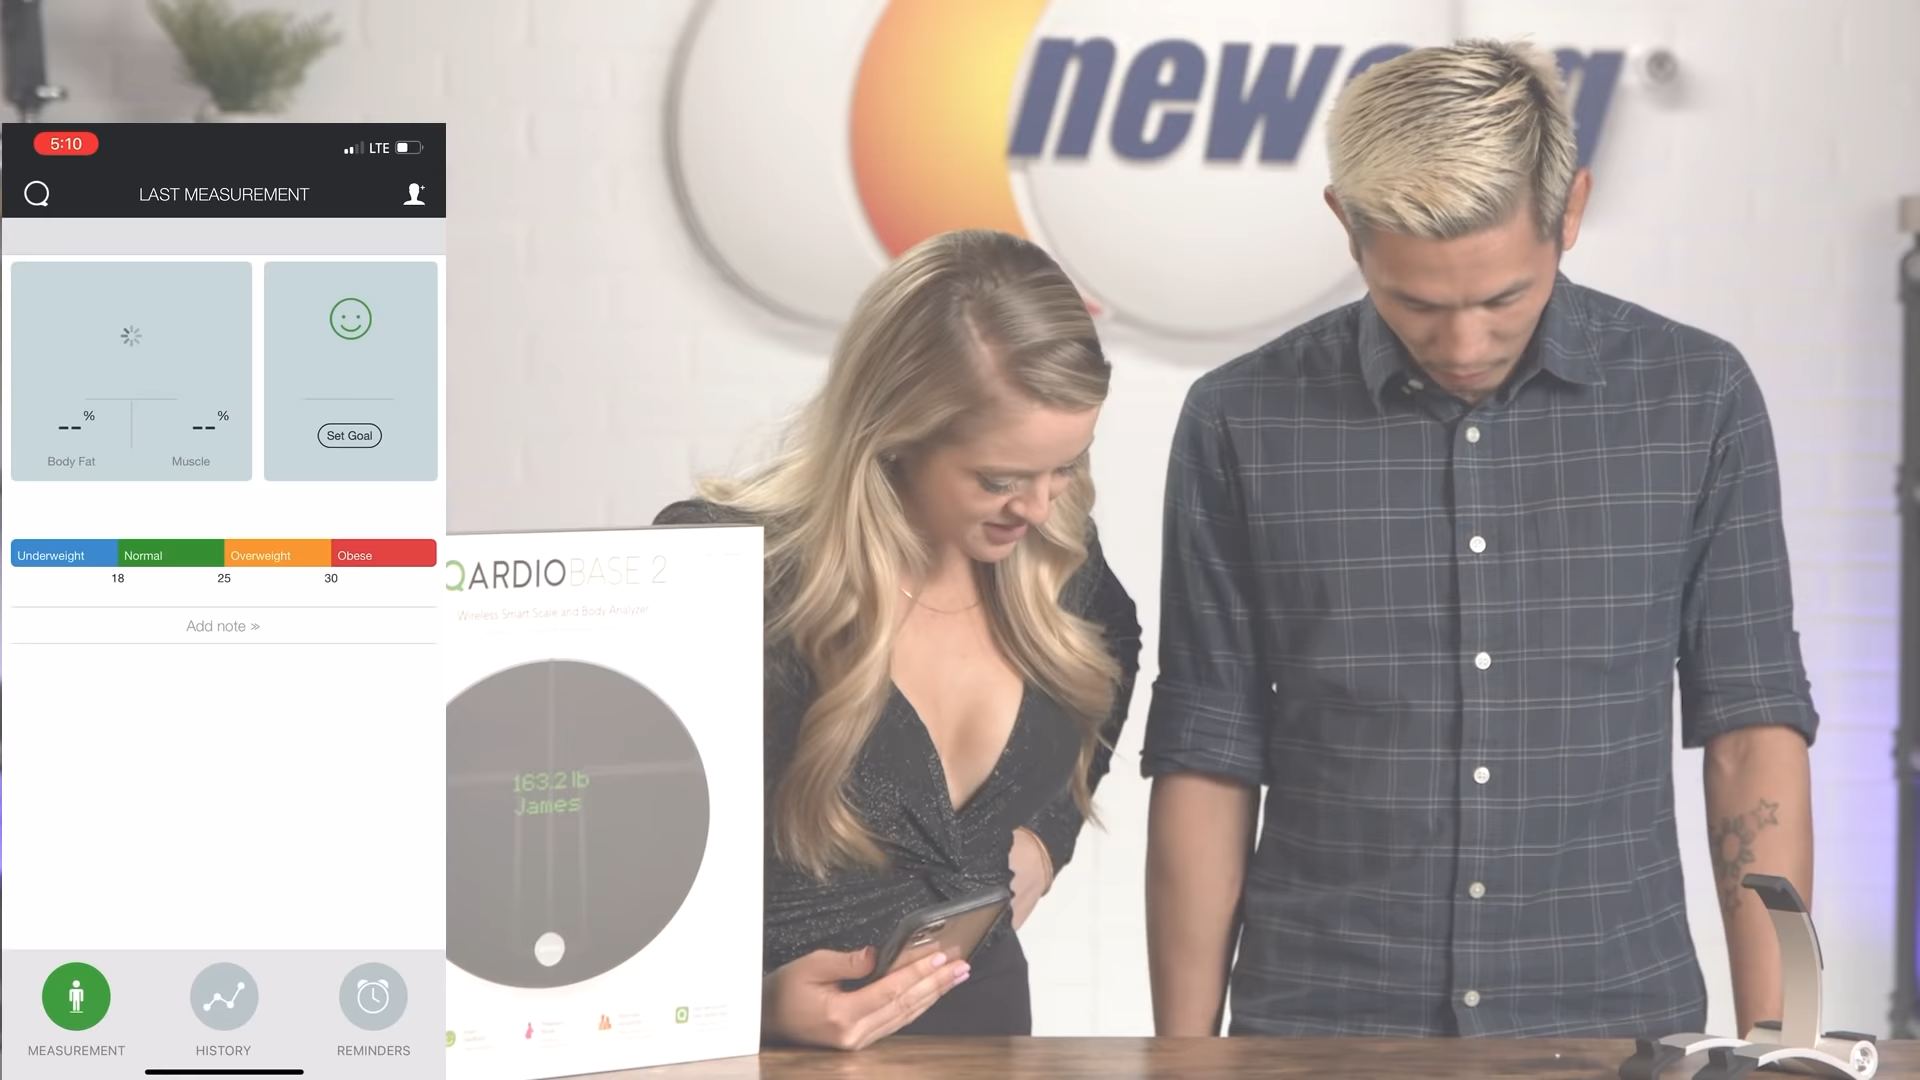 5:10
LTE
LAST MEASUREMENT
% %
-- --
Body Fat Muscle
Set Goal
Underweight Normal Overweight Obese
18 25 30
Add note »
MEASUREMENT HISTORY REMINDERS
new
QARDIOBASE 2
Wireless Smart Scale and Body Analyzer
163.2 lb
James